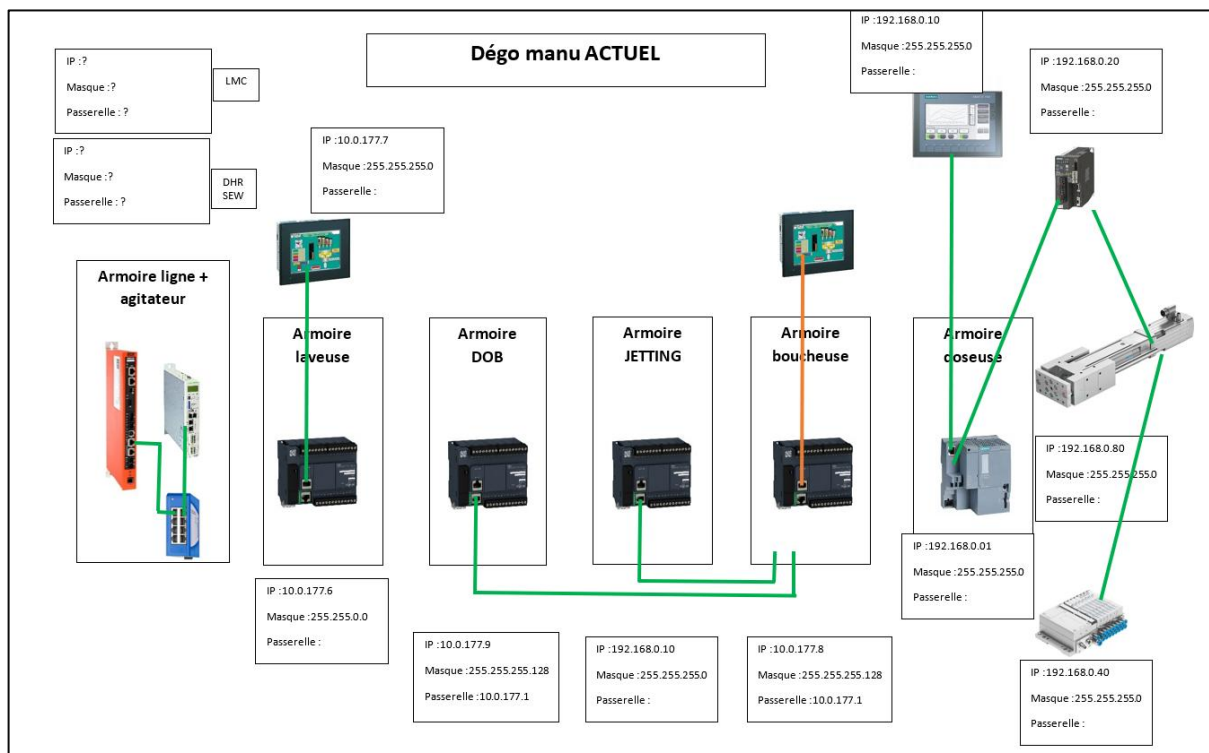 Dégo manu ACTUEL
IP :?
Masque :?
Passerelle : ?
LMC
IP :?
Masque :?
Passerelle : ?
DHR
SEW
IP :10.0.177.7
Masque :255.255.255.0
Passerelle :
IP :192.168.0.10
Masque :255.255.255.0
Passerelle :
IP :192.168.0.20
Masque :255.255.255.0
Passerelle :
Armoire ligne +
agitateur
Armoire
laveuse
Armoire
DOB
Armoire
JETTING
Armoire
boucheuse
Armoire
doseuse
IP :192.168.0.80
Masque :255.255.255.0
Passerelle :
IP :192.168.0.01
Masque :255.255.255.0
Passerelle :
IP :10.0.177.6
Masque :255.255.0.0
Passerelle :
IP :10.0.177.9
Masque :255.255.255.128
Passerelle :10.0.177.1
IP :192.168.0.10
Masque :255.255.255.0
Passerelle :
IP :10.0.177.8
Masque :255.255.255.128
Passerelle :10.0.177.1
IP :192.168.0.40
Masque :255.255.255.0
Passerelle :